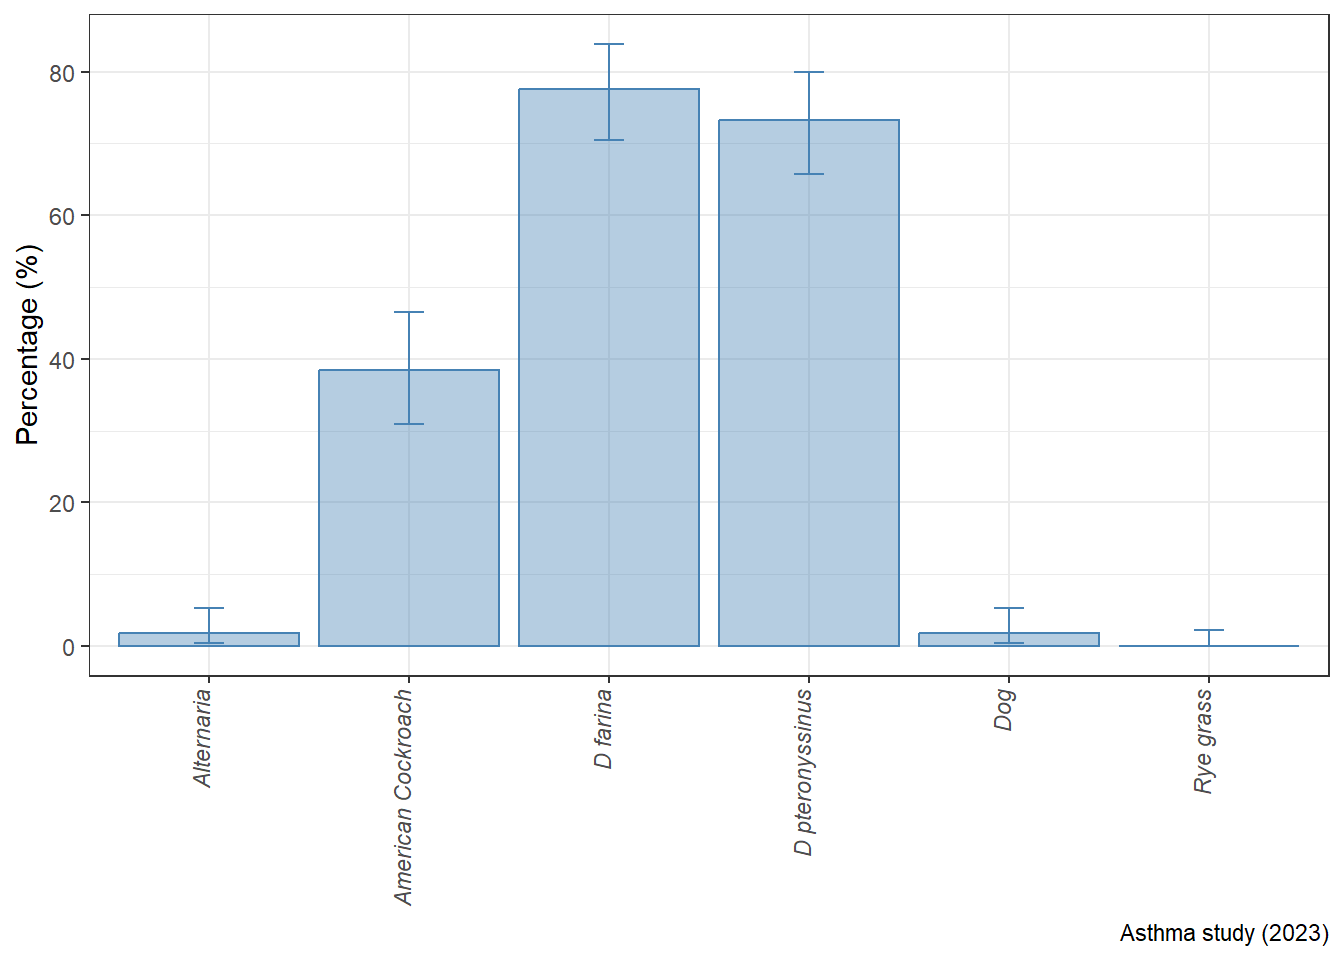 Percentage (%)
80
60
40
20
0
Alternaria
American Cockroach
D farina
D pteronyssinus
Dog
Rye grass
Asthma study (2023)